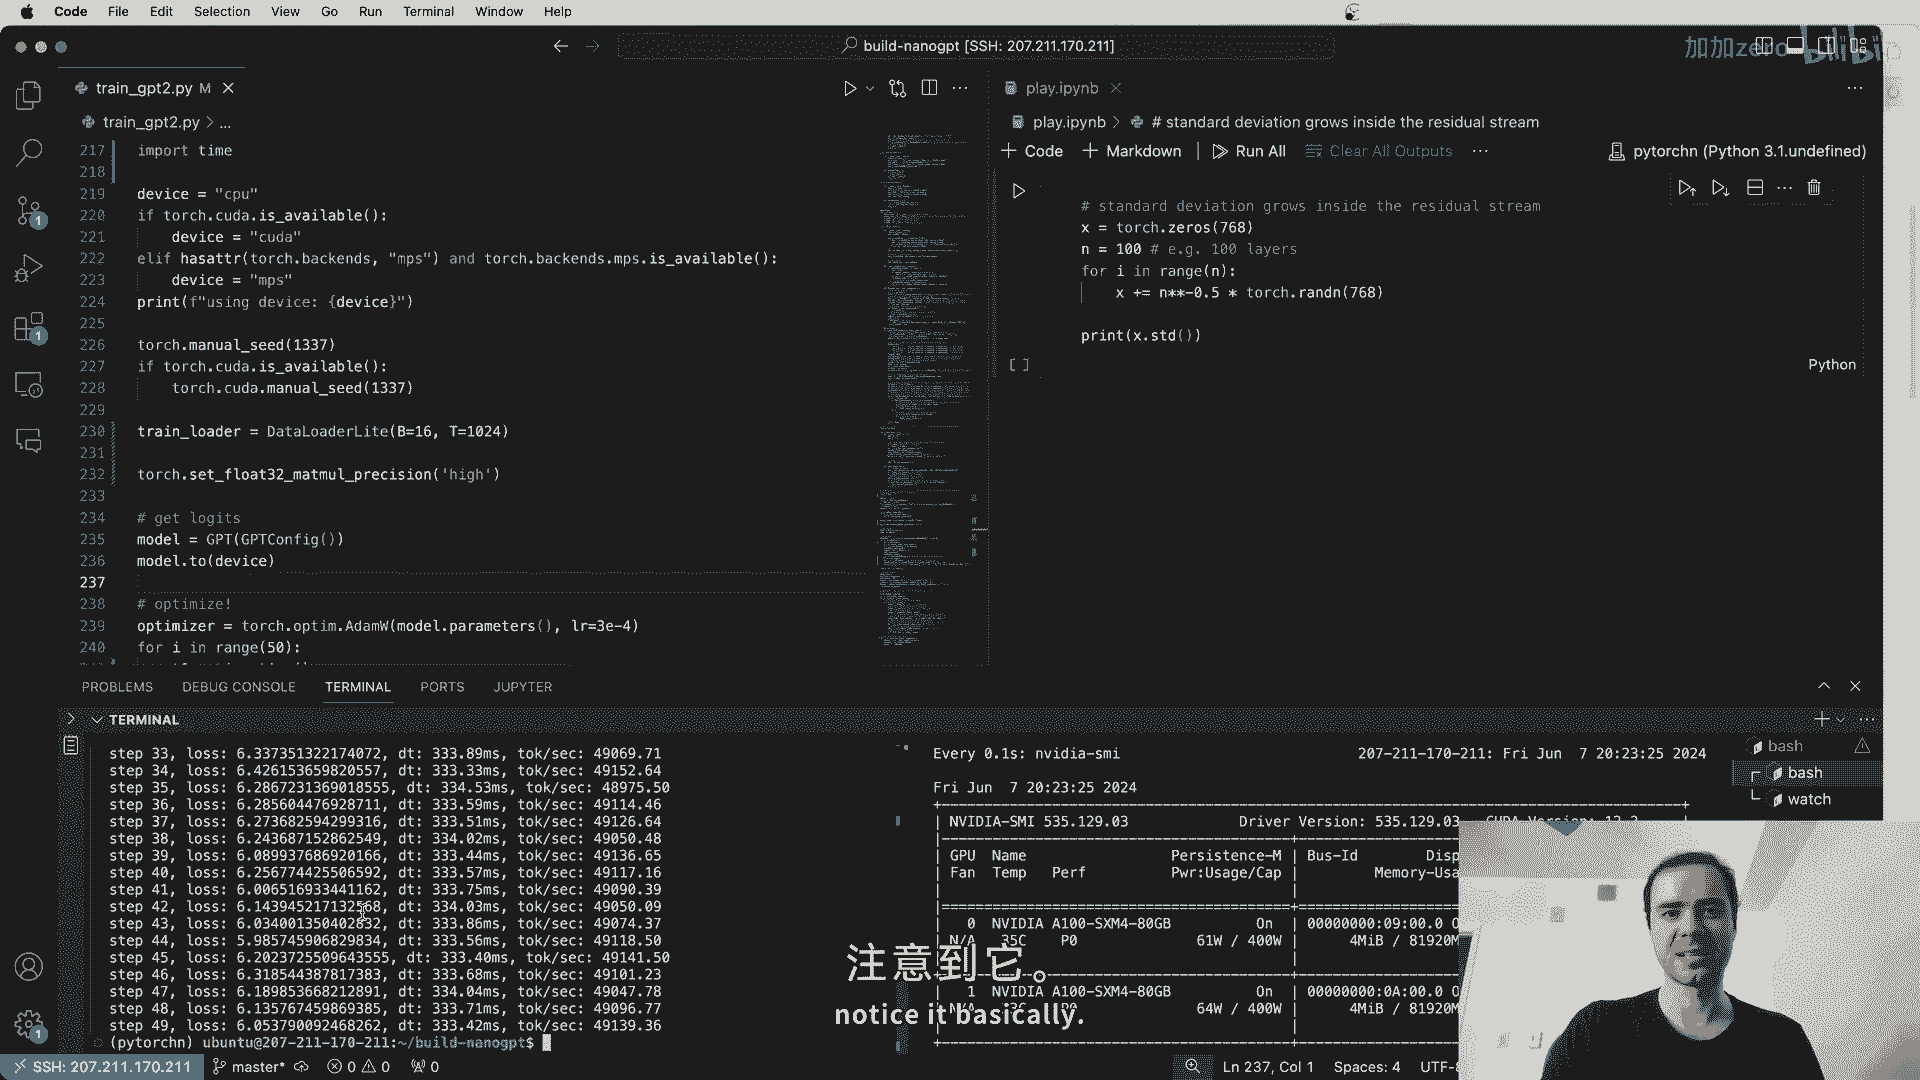 Code File Edit Selection View Go Run Terminal Window Help
build-nanogpt [SSH: 207.211.170.211]
加加zero bilibili
train_gpt2.py M
train_gpt2.py > ...
217 import time
218
219 device = "cpu"
220 if torch.cuda.is_available():
221 device = "cuda"
222 elif hasattr(torch.backends, "mps") and torch.backends.mps.is_available():
223 device = "mps"
224 print(f"using device: {device}")
225
226 torch.manual_seed(1337)
227 if torch.cuda.is_available():
228 torch.cuda.manual_seed(1337)
229
230 train_loader = DataLoaderLite(B=16, T=1024)
231
232 torch.set_float32_matmul_precision('high')
233
234 # get logits
235 model = GPT(GPTConfig())
236 model.to(device)
237
238 # optimize!
239 optimizer = torch.optim.AdamW(model.parameters(), lr=3e-4)
240 for i in range(50):
play.ipynb
play.ipynb > # standard deviation grows inside the residual stream
+ Code + Markdown | Run All Clear All Outputs ...
pytorchn (Python 3.1.undefined)
# standard deviation grows inside the residual stream
x = torch.zeros(768)
n = 100 # e.g. 100 layers
for i in range(n):
x += n**-0.5 * torch.randn(768)
print(x.std())
[ ]
Python
PROBLEMS DEBUG CONSOLE TERMINAL PORTS JUPYTER
TERMINAL
step 33, loss: 6.337351322174072, dt: 333.89ms, tok/sec: 49069.71
step 34, loss: 6.426153659820557, dt: 333.33ms, tok/sec: 49152.64
step 35, loss: 6.2867231369018555, dt: 334.53ms, tok/sec: 48975.50
step 36, loss: 6.285604476928711, dt: 333.59ms, tok/sec: 49114.46
step 37, loss: 6.273682594299316, dt: 333.51ms, tok/sec: 49126.64
step 38, loss: 6.243687152862549, dt: 334.02ms, tok/sec: 49050.48
step 39, loss: 6.089937686920166, dt: 333.44ms, tok/sec: 49136.65
step 40, loss: 6.256774425506592, dt: 333.57ms, tok/sec: 49117.16
step 41, loss: 6.006516933441162, dt: 333.75ms, tok/sec: 49090.39
step 42, loss: 6.143945217132568, dt: 334.03ms, tok/sec: 49050.09
step 43, loss: 6.034001350402832, dt: 333.86ms, tok/sec: 49074.37
step 44, loss: 5.985745906829834, dt: 333.56ms, tok/sec: 49118.50
step 45, loss: 6.2023725509643555, dt: 333.40ms, tok/sec: 49141.50
step 46, loss: 6.318544387817383, dt: 333.68ms, tok/sec: 49101.23
step 47, loss: 6.189853668212891, dt: 334.04ms, tok/sec: 49047.78
step 48, loss: 6.135767459869385, dt: 333.71ms, tok/sec: 49096.77
step 49, loss: 6.053790092468262, dt: 333.42ms, tok/sec: 49139.36
(pytorchn) ubuntu@207-211-170-211:~/build-nanogpt$
Every 0.1s: nvidia-smi 207-211-170-211: Fri Jun 7 20:23:25 2024
Fri Jun 7 20:23:25 2024
NVIDIA-SMI 535.129.03 Driver Version: 535.129.03 CUDA Version: 12.2
GPU Name Persistence-M | Bus-Id Disp
Fan Temp Perf Pwr:Usage/Cap | Memory-Usa
0 NVIDIA A100-SXM4-80GB On | 00000000:09:00.0 O
N/A 35C P0 61W / 400W | 4MiB / 81920M
1 NVIDIA A100-SXM4-80GB On | 00000000:0A:00.0 O
64W / 400W | 4MiB / 81920M
bash
bash
watch
注意到它。
notice it basically.
SSH: 207.211.170.211 master* 0 0 0
Ln 237, Col 1 Spaces: 4 UTF-8